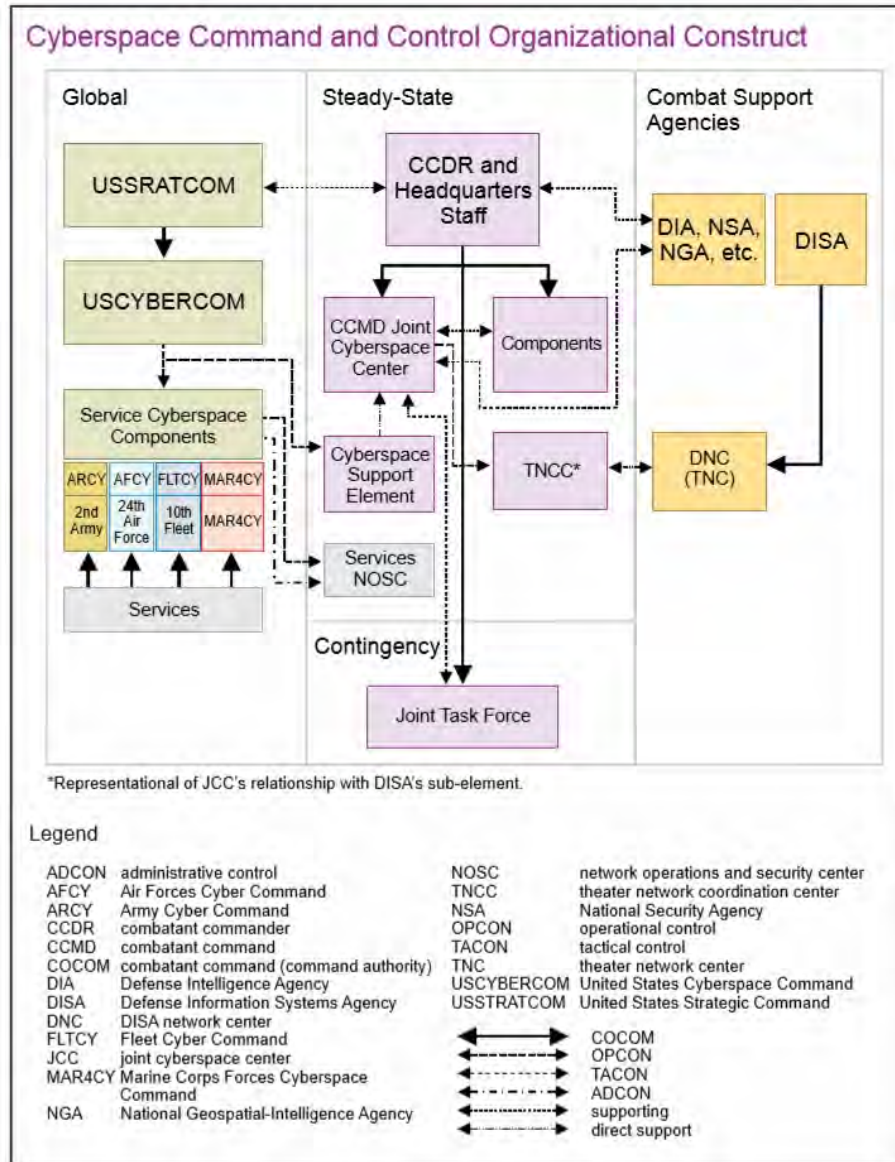 Cyberspace Command and Control Organizational Construct
Global
USSRATCOM
USCYBERCOM
Service Cyberspace
Components
ARCY
AFCY
FLTCY
MAR4CY
2nd
Army
24th
Air
Force
10th
Fleet
MAR4CY
Services
Steady-State
CCDR and
Headquarters
Staff
CCMD Joint
Cyberspace
Center
Components
Cyberspace
Support
Element
TNCC*
Services
NOSC
Contingency
Joint Task Force
Combat Support
Agencies
DIA, NSA,
NGA, etc.
DISA
DNC
(TNC)
*Representational of JCC's relationship with DISA's sub-element.
Legend
ADCON administrative control
AFCY Air Forces Cyber Command
ARCY Army Cyber Command
CCDR combatant commander
CCMD combatant command
COCOM combatant command (command authority)
DIA Defense Intelligence Agency
DISA Defense Information Systems Agency
DNC DISA network center
FLTCY Fleet Cyber Command
JCC joint cyberspace center
MAR4CY Marine Corps Forces Cyberspace
Command
NGA National Geospatial-Intelligence Agency
NOSC network operations and security center
TNCC theater network coordination center
NSA National Security Agency
OPCON operational control
TACON tactical control
TNC theater network center
USCYBERCOM United States Cyberspace Command
USSTRATCOM United States Strategic Command
COCOM
OPCON
TACON
ADCON
supporting
direct support